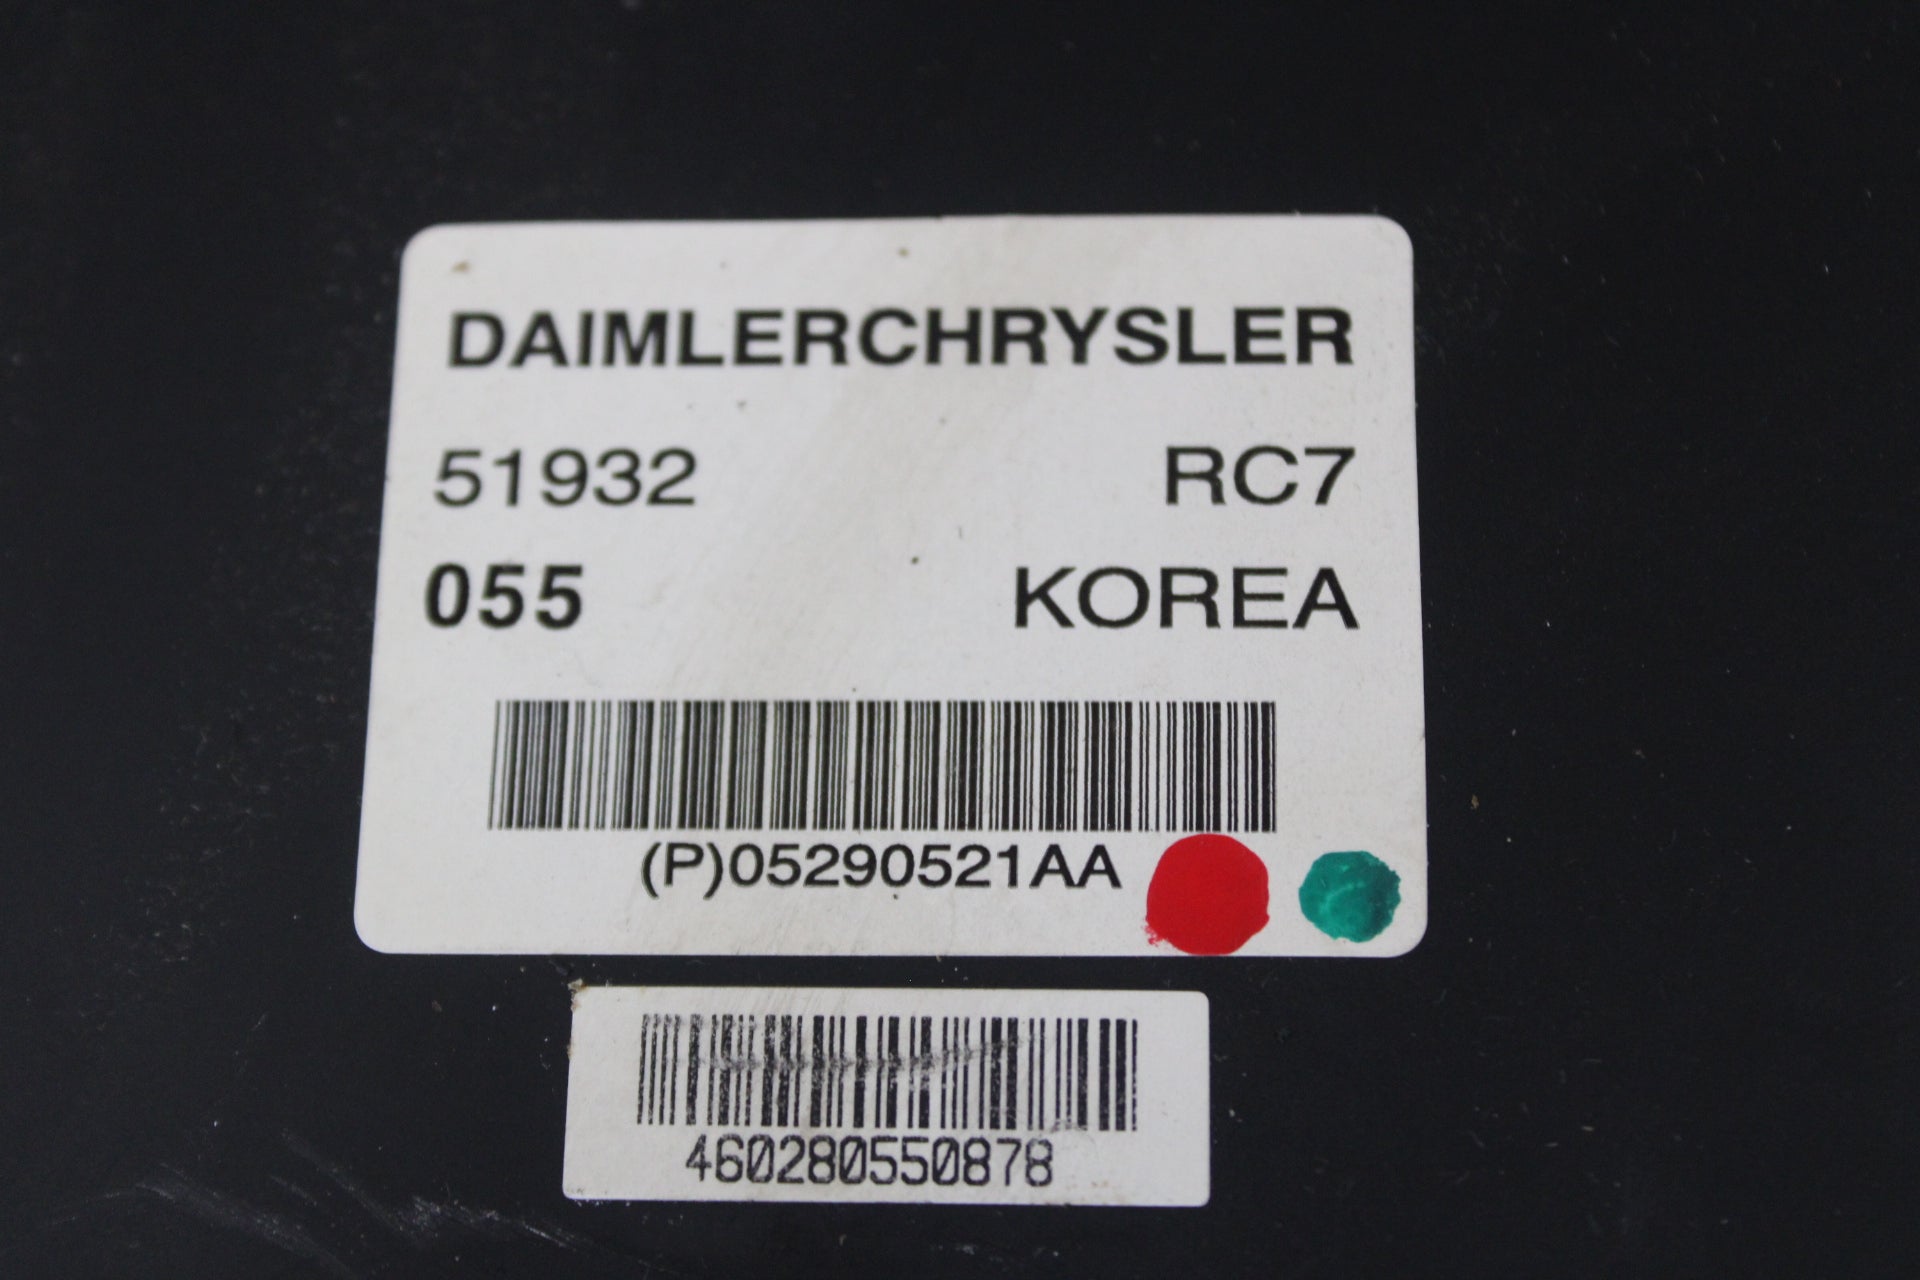 DAIMLERCHRYSLER
51932 RC7
055 KOREA
(P)05290521AA
460280550878